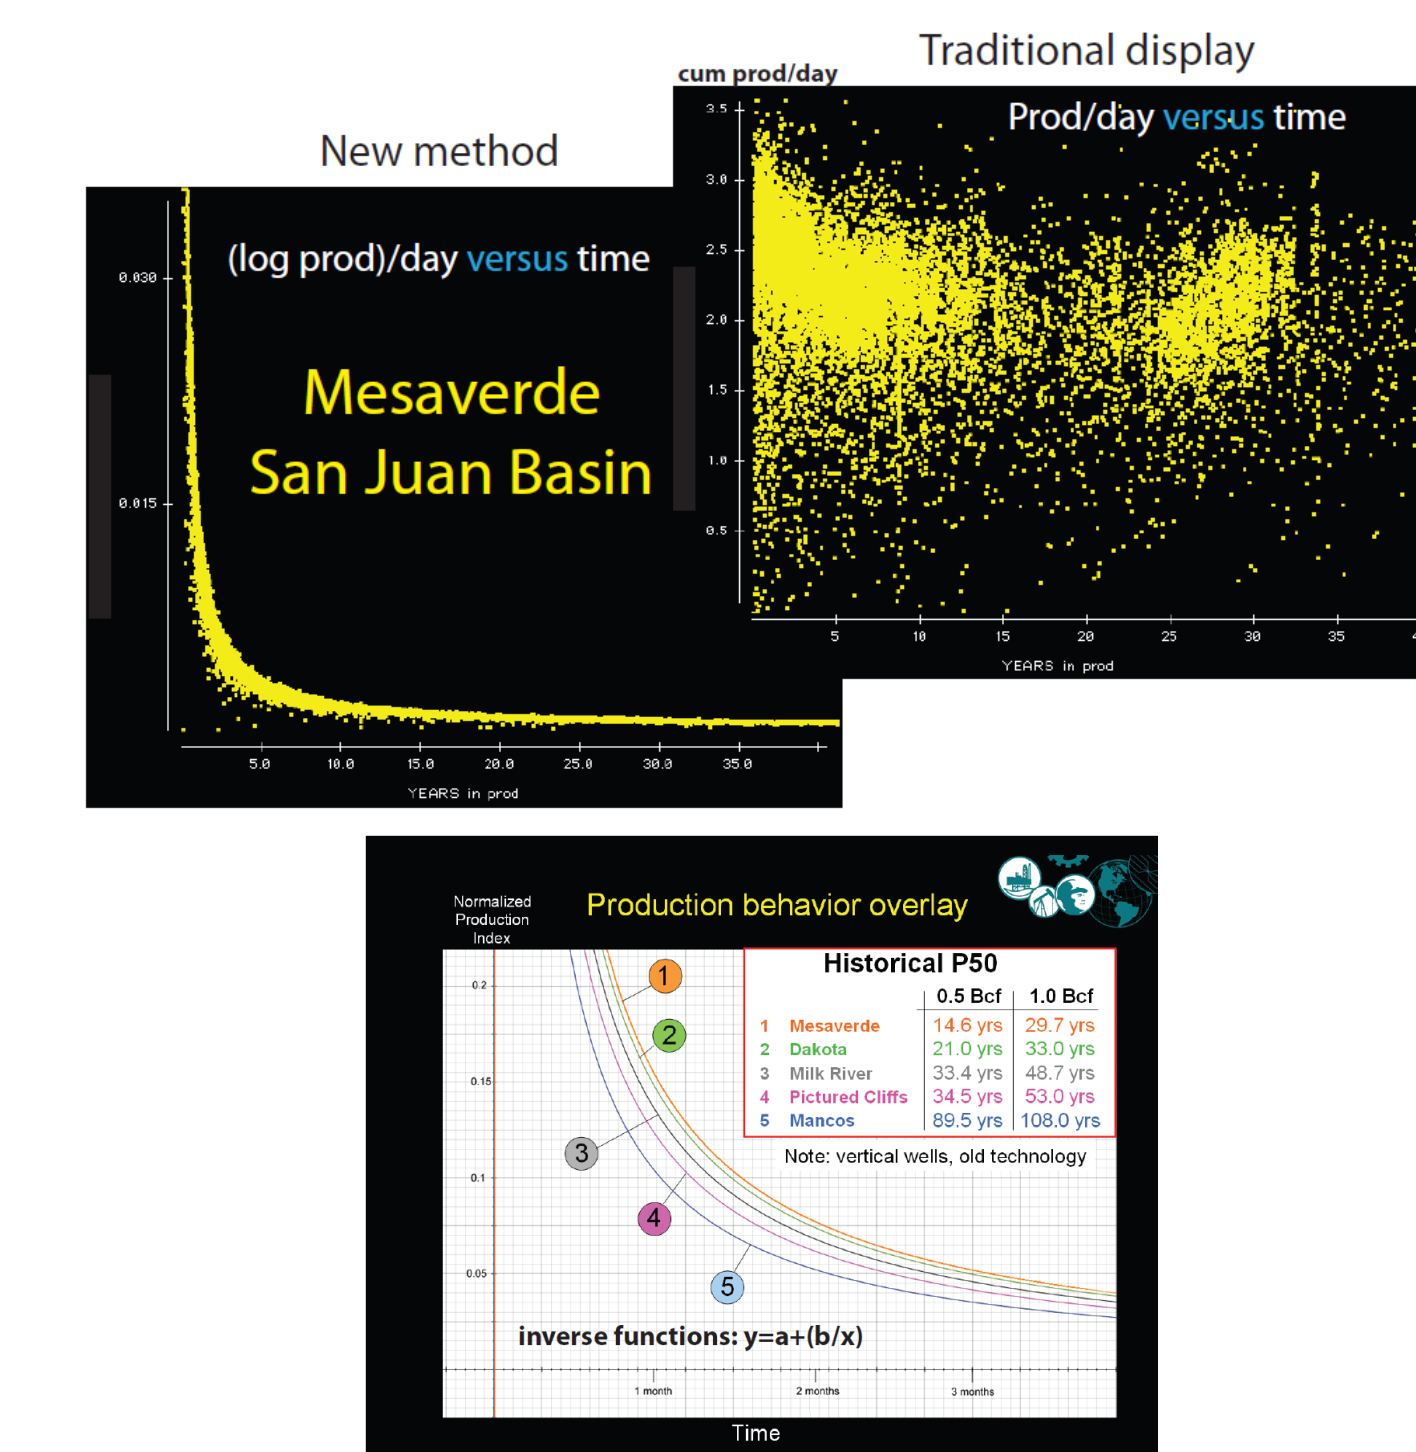 Traditional display
cum prod/day
Prod/day versus time
3.5
3.0
2.5
2.0
1.5
1.0
0.5
5 10 15 20 25 30 35 4
YEARS in prod
New method
(log prod)/day versus time
Mesaverde
San Juan Basin
0.030
0.015
5.0 10.0 15.0 20.0 25.0 30.0 35.0
YEARS in prod
Production behavior overlay
Normalized
Production
Index
0.2
0.15
0.1
0.05
1
2
3
4
5
Historical P50
0.5 Bcf 1.0 Bcf
1 Mesaverde 14.6 yrs 29.7 yrs
2 Dakota 21.0 yrs 33.0 yrs
3 Milk River 33.4 yrs 48.7 yrs
4 Pictured Cliffs 34.5 yrs 53.0 yrs
5 Mancos 89.5 yrs 108.0 yrs
Note: vertical wells, old technology
inverse functions: y=a+(b/x)
1 month 2 months 3 months
Time